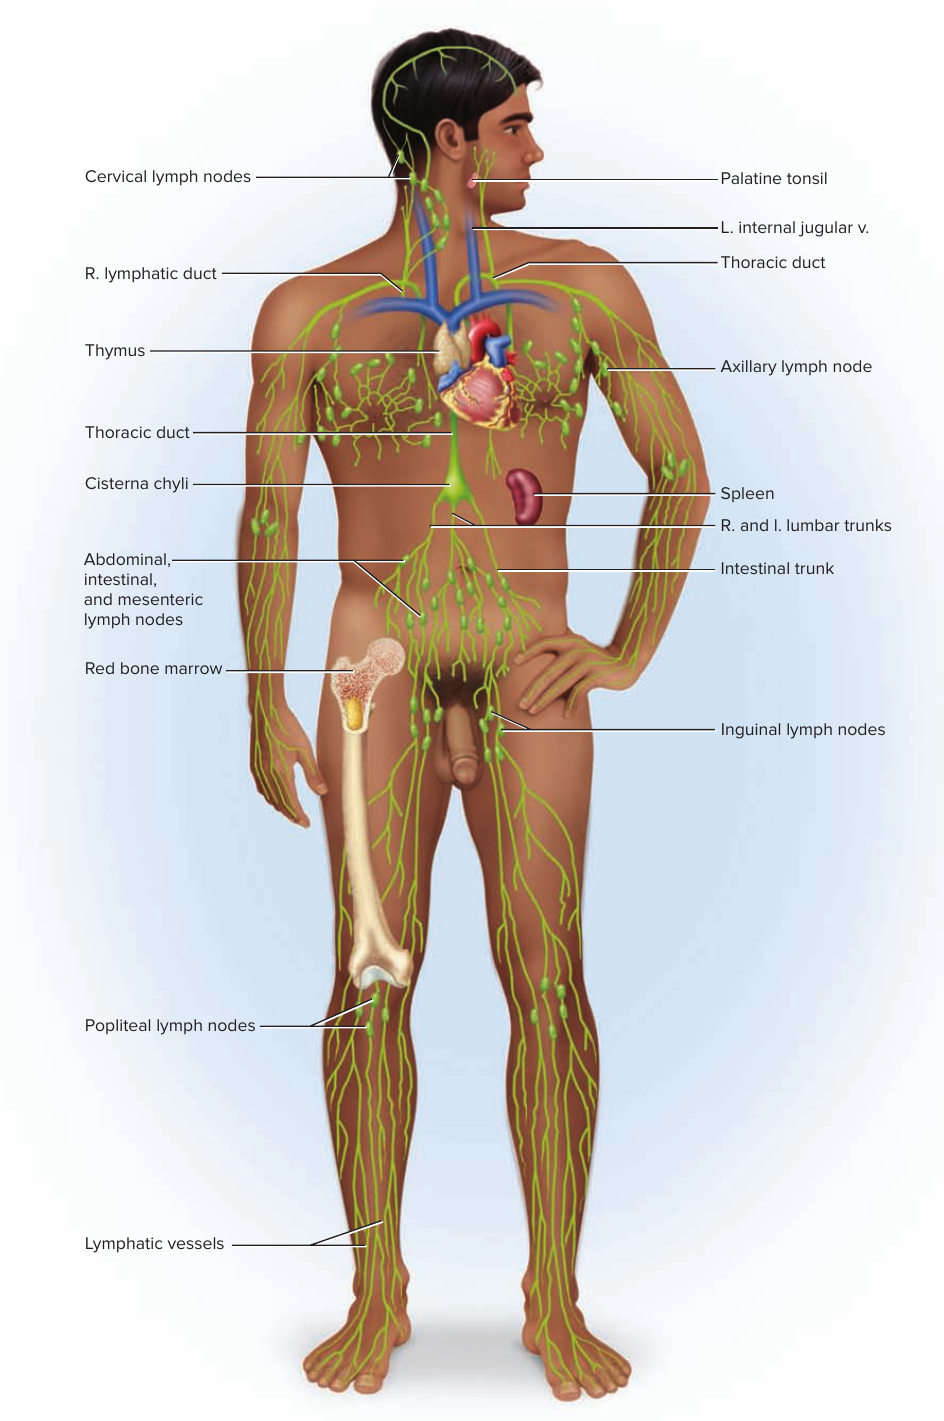 Cervical lymph nodes
R. lymphatic duct
Thymus
Thoracic duct
Cisterna chyli
Abdominal,
intestinal,
and mesenteric
lymph nodes
Red bone marrow
Popliteal lymph nodes
Lymphatic vessels
Palatine tonsil
L. internal jugular v.
Thoracic duct
Axillary lymph node
Spleen
R. and l. lumbar trunks
Intestinal trunk
Inguinal lymph nodes